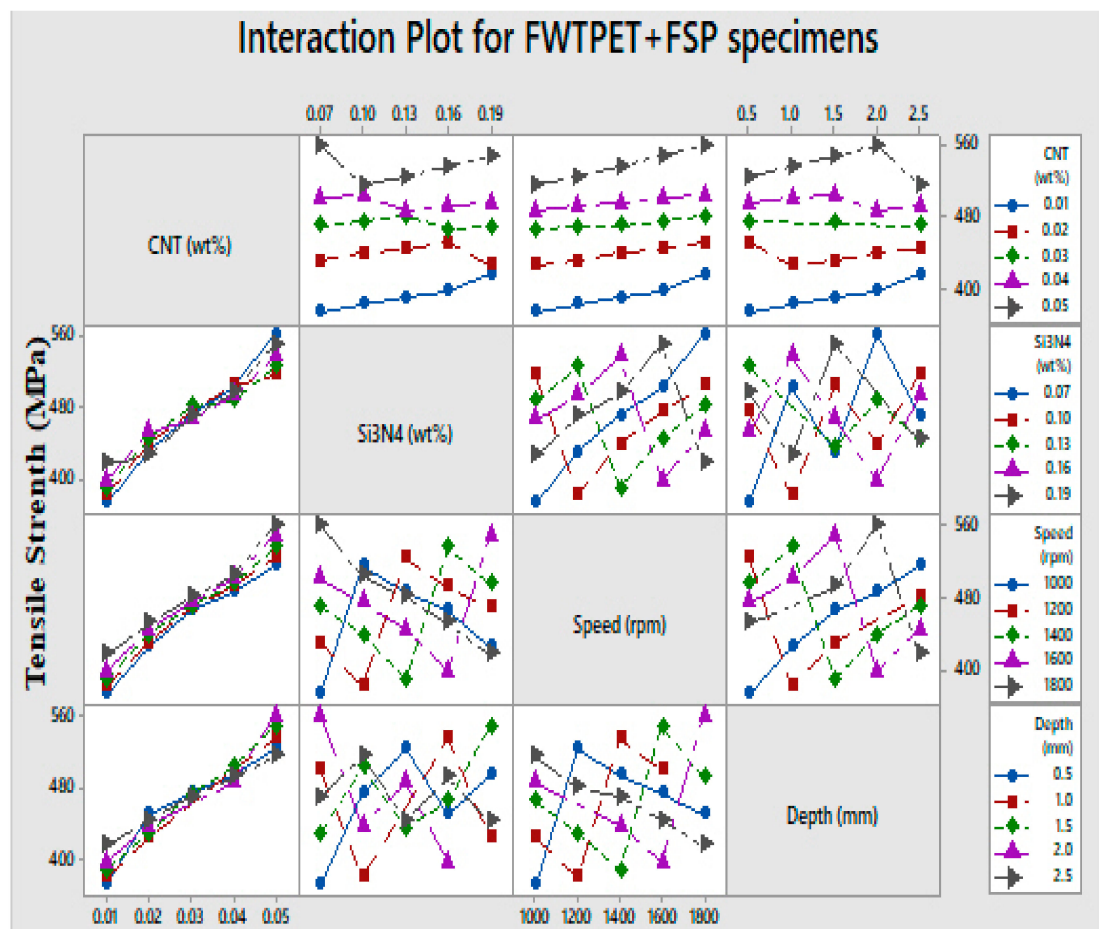 Interaction Plot for FWTPET+FSP specimens
0.07 0.10 0.13 0.16 0.19
0.5 1.0 1.5 2.0 2.5
Tensile Strenth (MPa)
CNT (wt%)
560
480
400
CNT
(wt%)
0.01
0.02
0.03
0.04
0.05
560
480
400
Si3N4 (wt%)
Si3N4
(wt%)
0.07
0.10
0.13
0.16
0.19
Speed (rpm)
560
480
400
Speed
(rpm)
1000
1200
1400
1600
1800
560
480
400
Depth (mm)
Depth
(mm)
0.5
1.0
1.5
2.0
2.5
0.01 0.02 0.03 0.04 0.05
1000 1200 1400 1600 1800